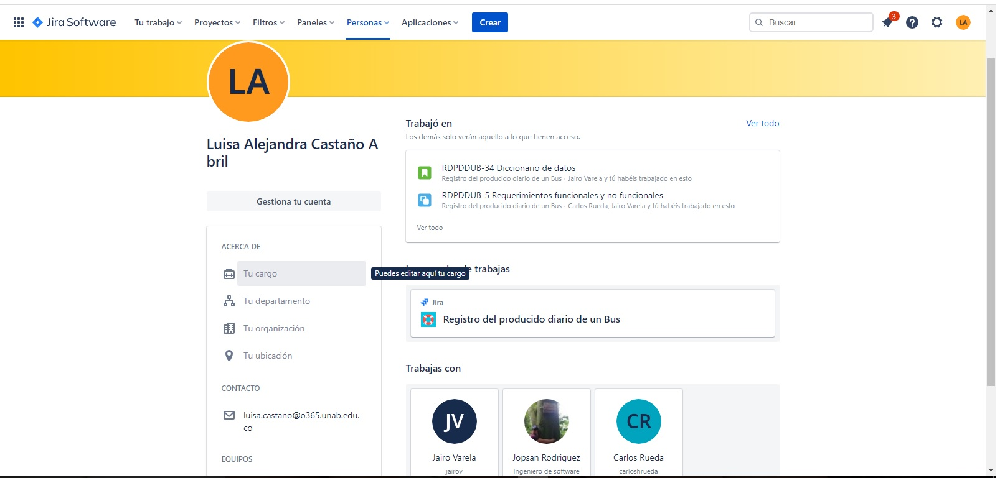 Jira Software Tu trabajo Proyectos Filtros Paneles Personas Aplicaciones Crear Buscar 3 LA
LA
Luisa Alejandra Castaño A
bril
Gestiona tu cuenta
ACERCA DE
Tu cargo
Puedes editar aquí tu cargo
Tu departamento
Tu organización
Tu ubicación
CONTACTO
luisa.castano@o365.unab.edu.
co
EQUIPOS
Trabajó en Ver todo
Los demás solo verán aquello a lo que tienen acceso.
RDPDDUB-34 Diccionario de datos
Registro del producido diario de un Bus • Jairo Varela y tú habéis trabajado en esto
RDPDDUB-5 Requerimientos funcionales y no funcionales
Registro del producido diario de un Bus • Carlos Rueda, Jairo Varela y tú habéis trabajado en esto
Ver todo
trabajas
Jira
Registro del producido diario de un Bus
Trabajas con
JV
Jairo Varela
jairov
Jopsan Rodriguez
Ingeniero de software
CR
Carlos Rueda
carloshrueda